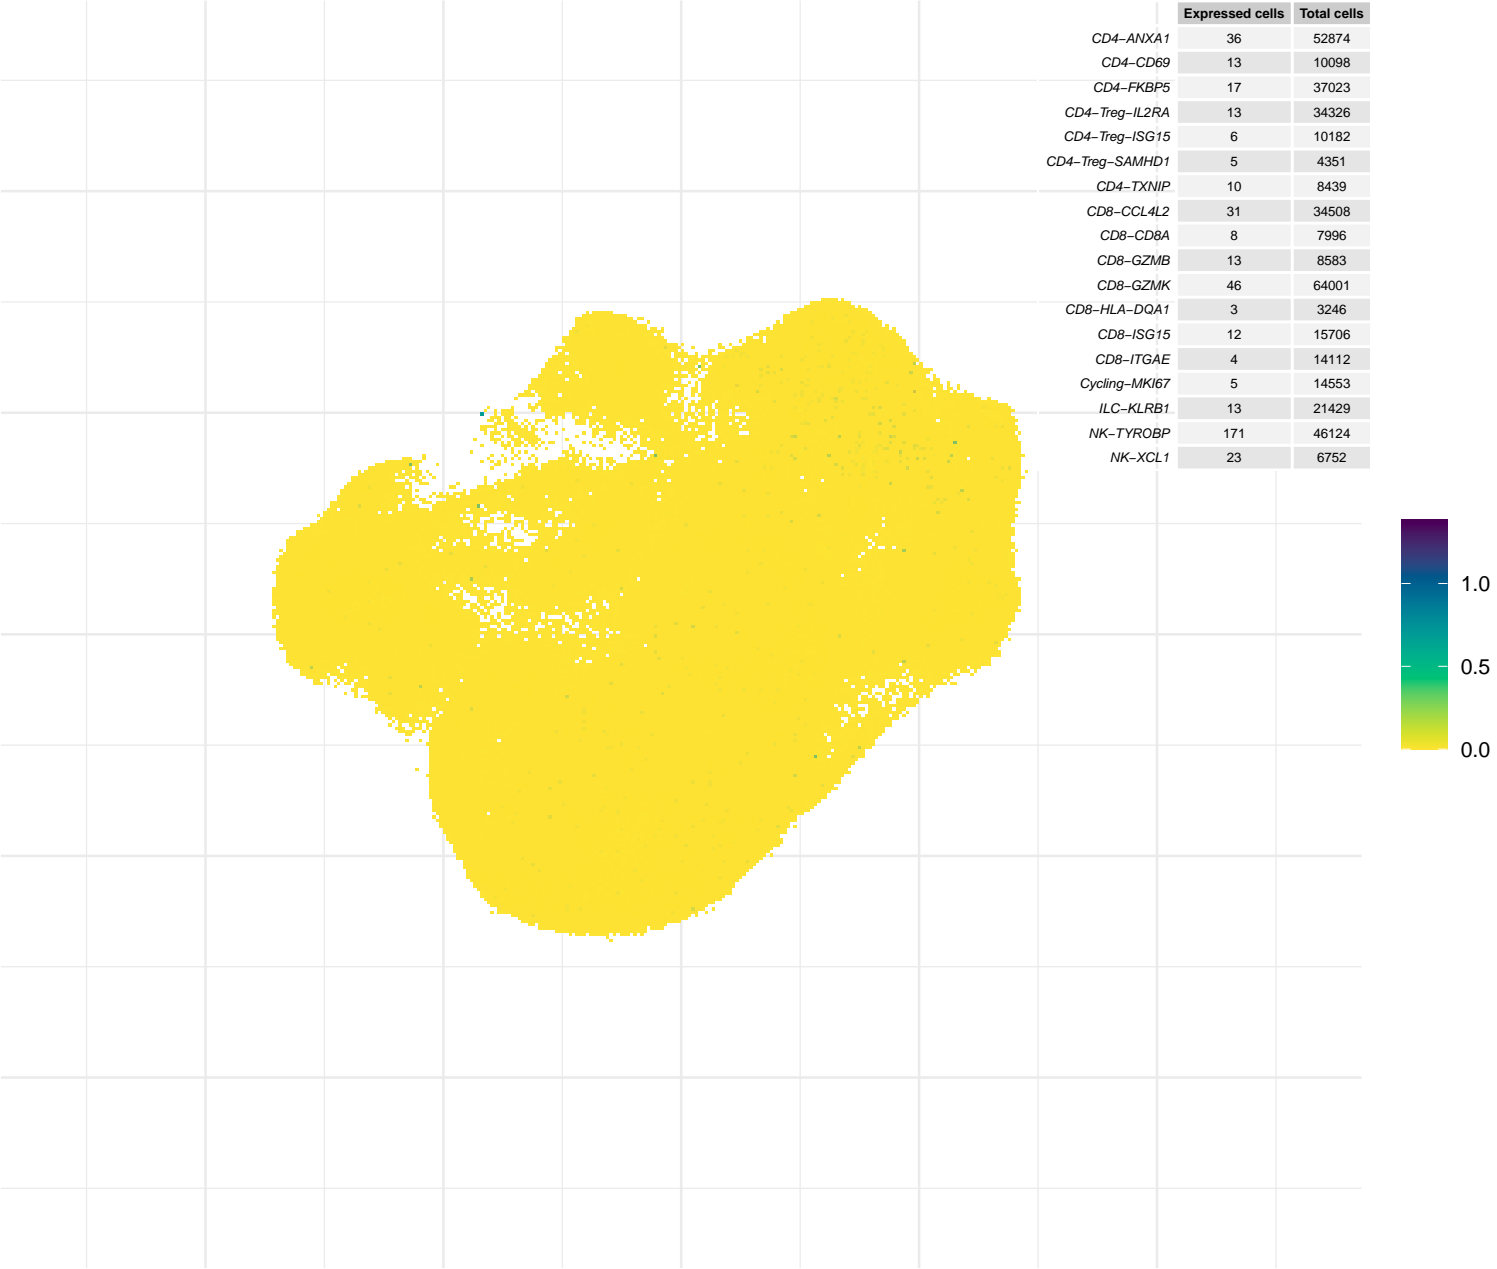 Expressed cells Total cells
CD4−ANXA1 36 52874
CD4−CD69 13 10098
CD4−FKBP5 17 37023
CD4−Treg−IL2RA 13 34326
CD4−Treg−ISG15 6 10182
CD4−Treg−SAMHD1 5 4351
CD4−TXNIP 10 8439
CD8−CCL4L2 31 34508
CD8−CD8A 8 7996
CD8−GZMB 13 8583
CD8−GZMK 46 64001
CD8−HLA−DQA1 3 3246
CD8−ISG15 12 15706
CD8−ITGAE 4 14112
Cycling−MKI67 5 14553
ILC−KLRB1 13 21429
NK−TYROBP 171 46124
NK−XCL1 23 6752
1.0
0.5
0.0